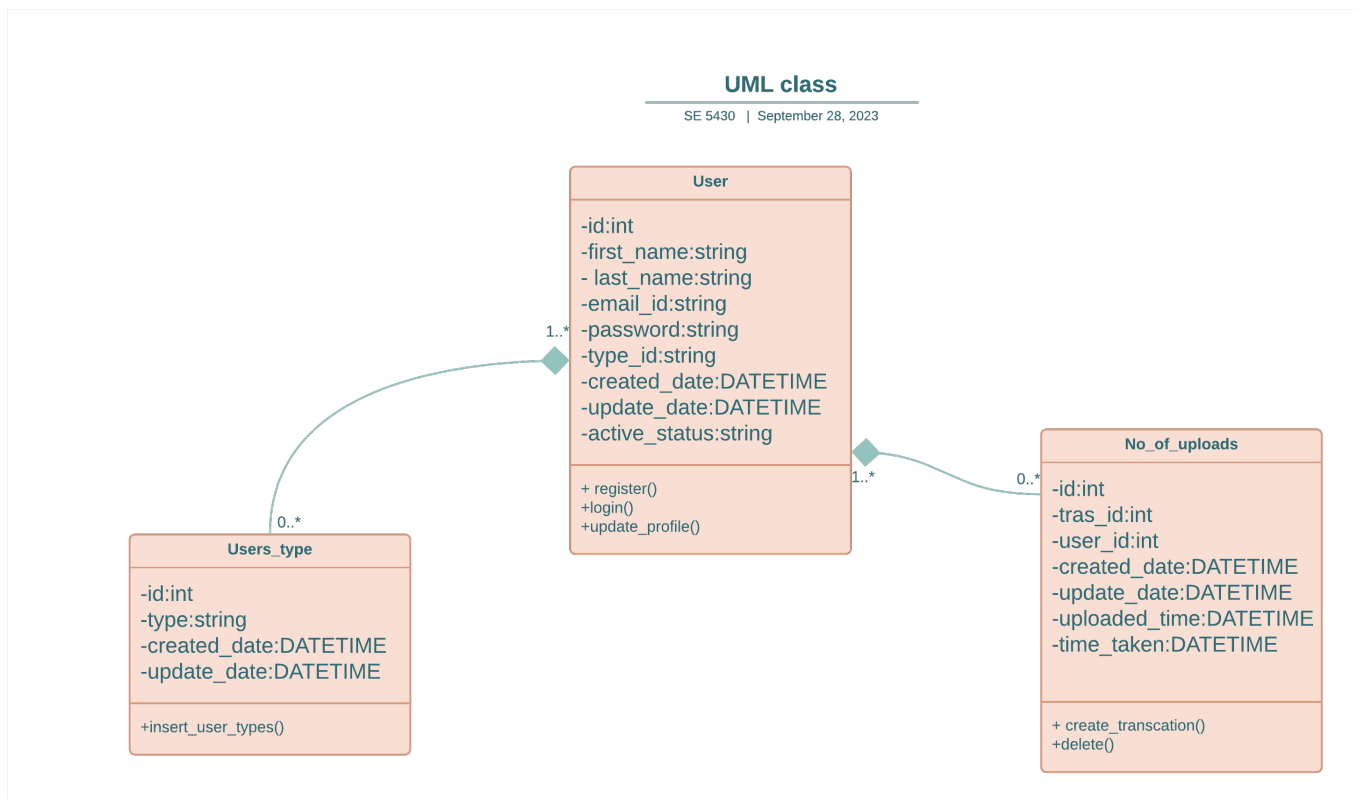 UML class
SE 5430 | September 28, 2023
User
-id:int
-first_name:string
- last_name:string
-email_id:string
-password:string
-type_id:string
-created_date:DATETIME
-update_date:DATETIME
-active_status:string
+ register()
+login()
+update_profile()
1..*
0..*
1..*
0..*
Users_type
-id:int
-type:string
-created_date:DATETIME
-update_date:DATETIME
+insert_user_types()
No_of_uploads
-id:int
-tras_id:int
-user_id:int
-created_date:DATETIME
-update_date:DATETIME
-uploaded_time:DATETIME
-time_taken:DATETIME
+ create_transcation()
+delete()